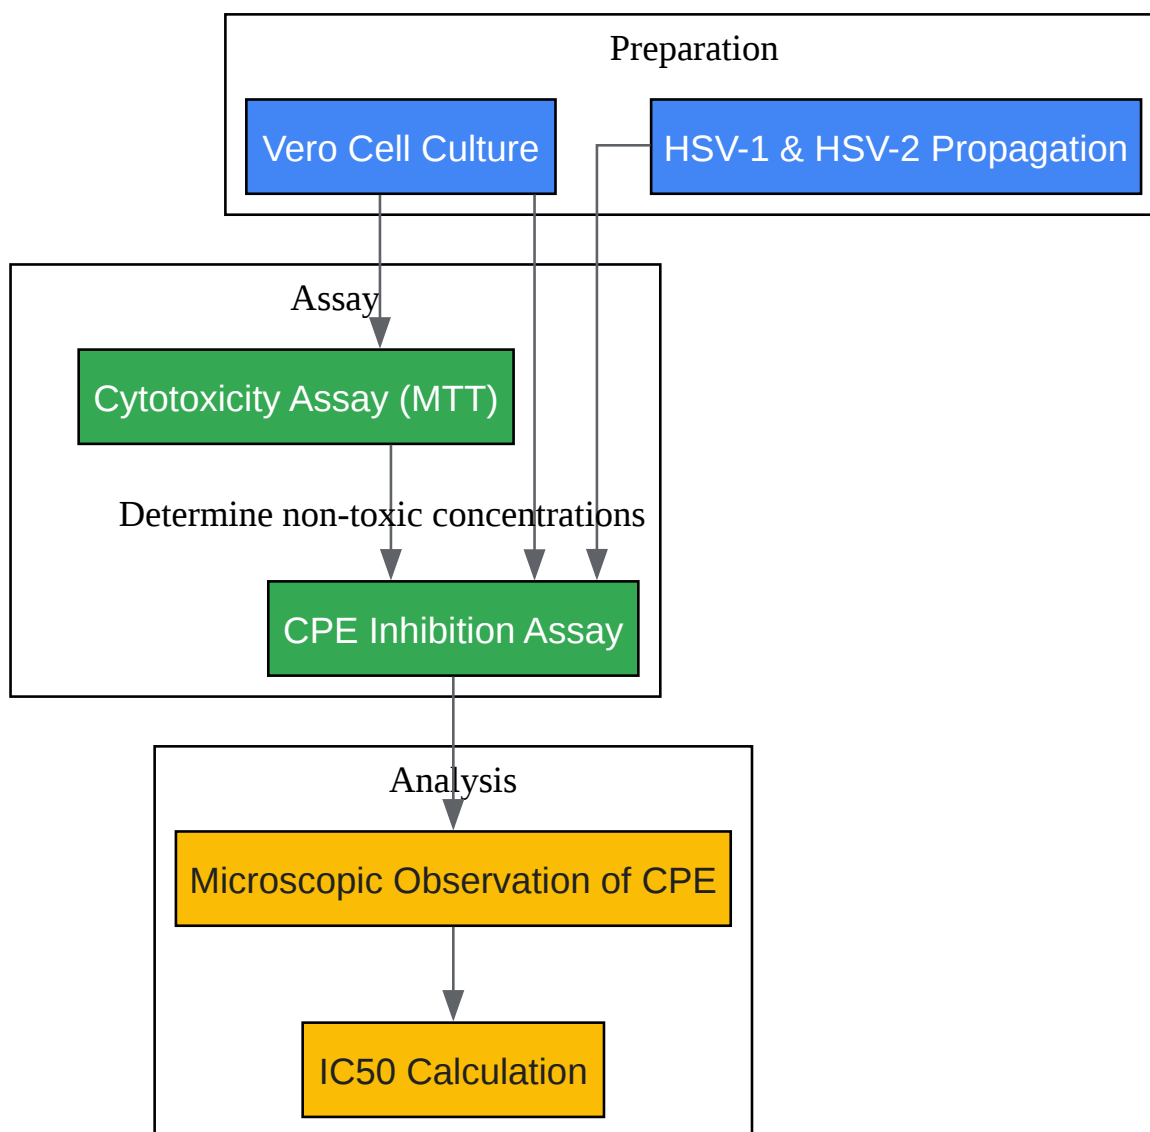 Preparation
Vero Cell Culture
HSV-1 & HSV-2 Propagation
Assay
Cytotoxicity Assay (MTT)
Determine non-toxic concentrations
CPE Inhibition Assay
Analysis
Microscopic Observation of CPE
IC50 Calculation